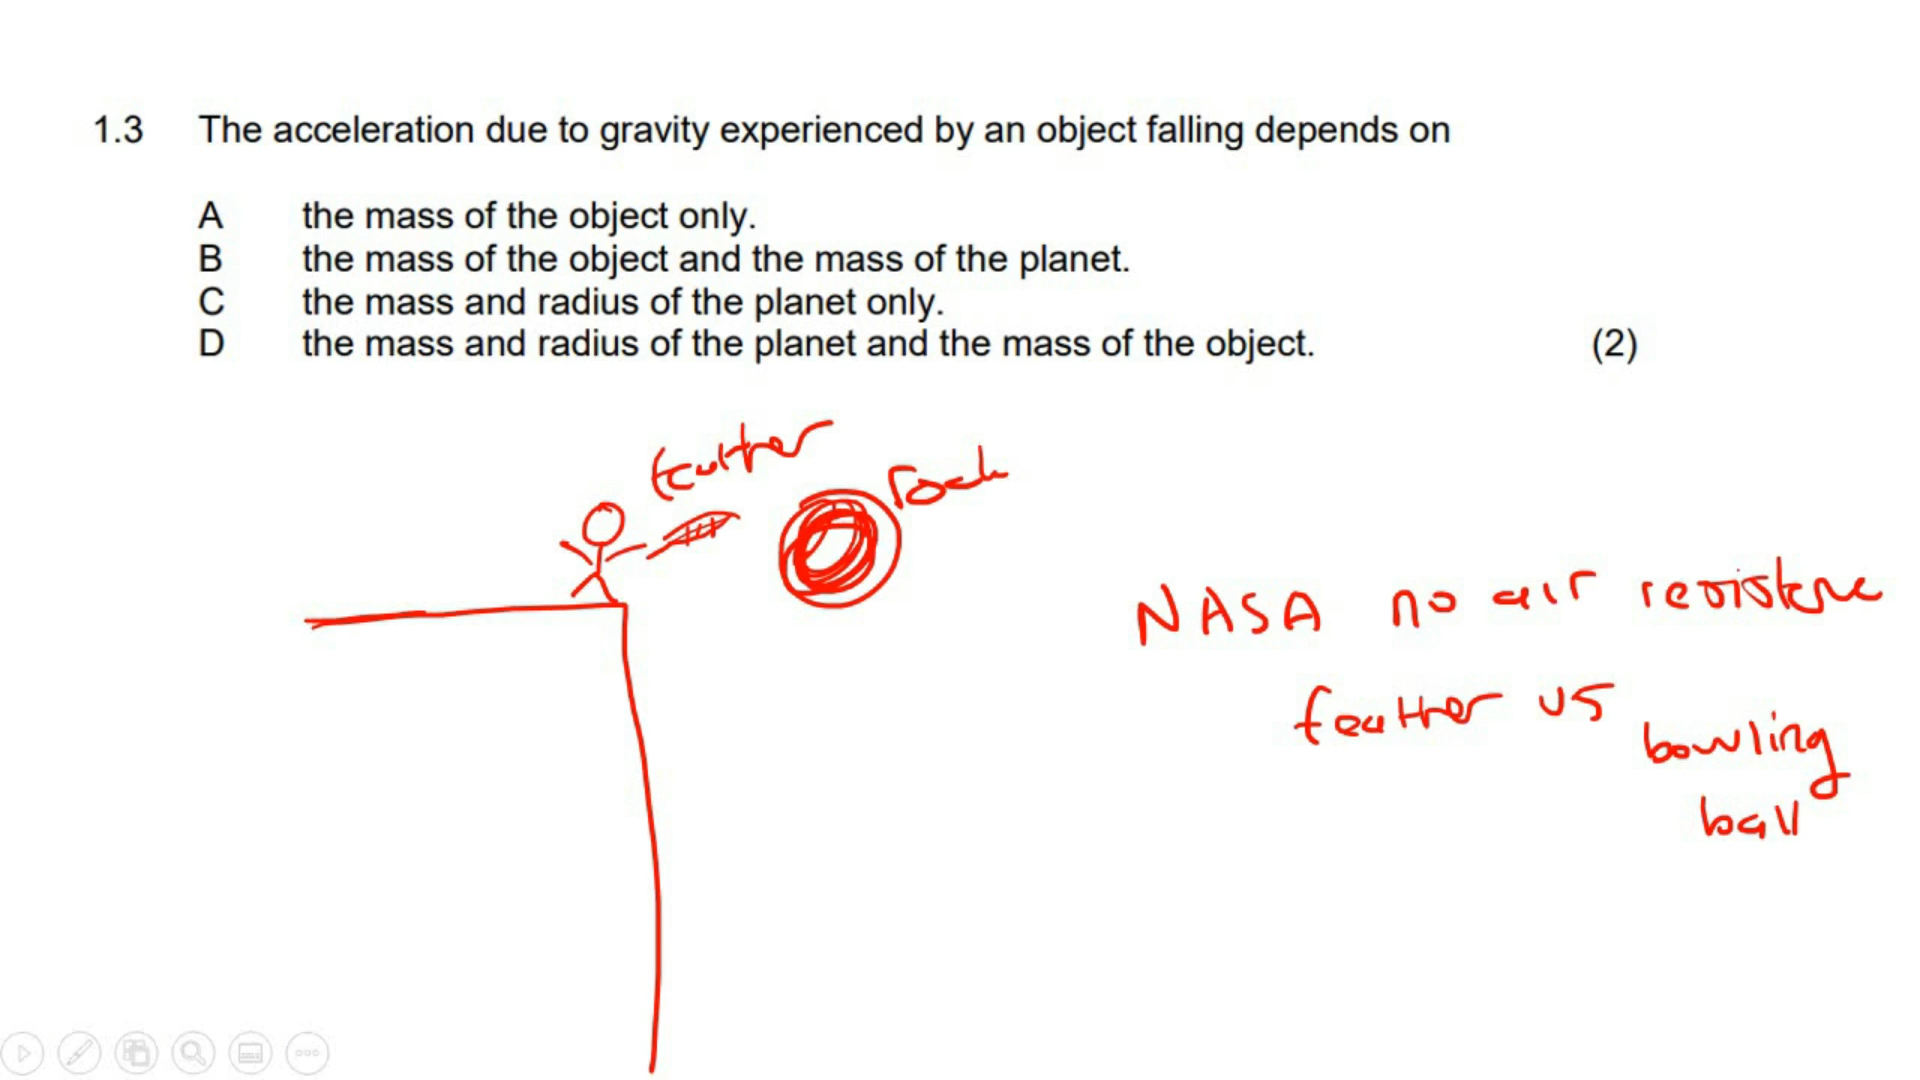 1.3 The acceleration due to gravity experienced by an object falling depends on
A the mass of the object only.
B the mass of the object and the mass of the planet.
C the mass and radius of the planet only.
D the mass and radius of the planet and the mass of the object. (2)
feather
rock
NASA no air resistence
feather vs
bowling
ball